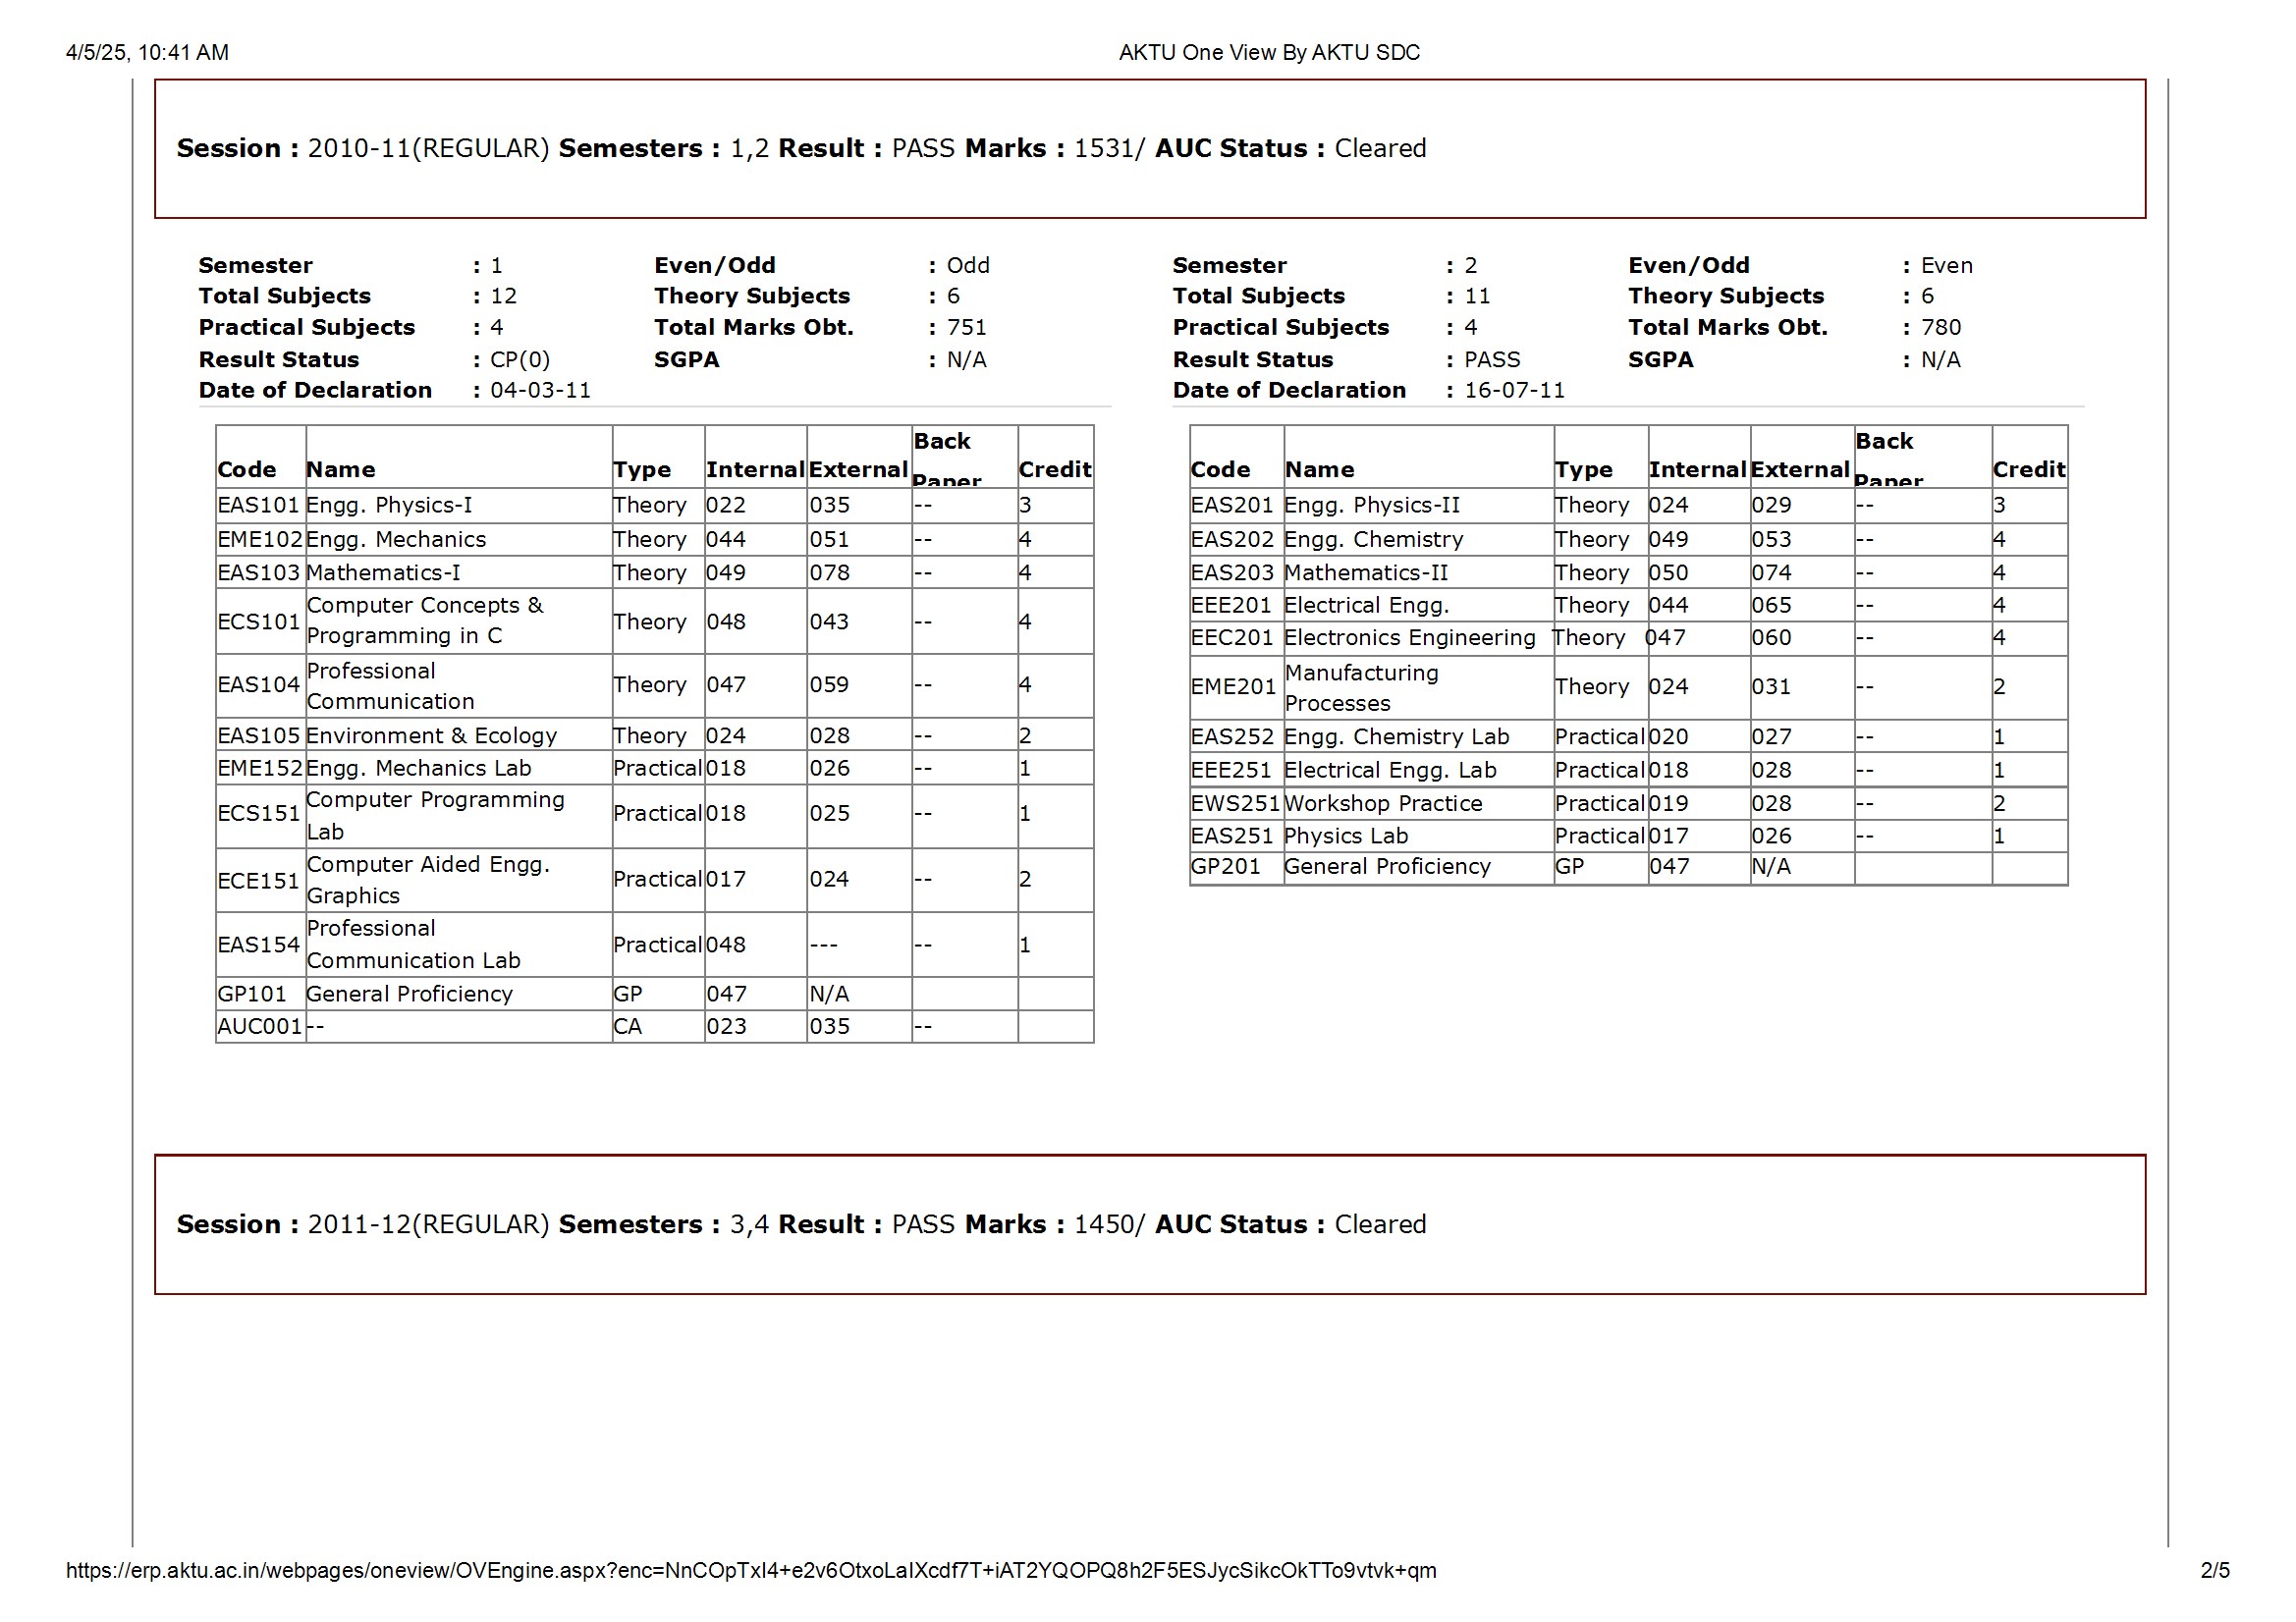 4/5/25, 10:41 AM AKTU One View By AKTU SDC
Session : 2010-11(REGULAR) Semesters : 1,2 Result : PASS Marks : 1531/ AUC Status : Cleared
Semester : 1 Even/Odd : Odd
Total Subjects : 12 Theory Subjects : 6
Practical Subjects : 4 Total Marks Obt. : 751
Result Status : CP(0) SGPA : N/A
Date of Declaration : 04-03-11
Code Name Type Internal External Back Paper Credit
EAS101 Engg. Physics-I Theory 022 035 -- 3
EME102 Engg. Mechanics Theory 044 051 -- 4
EAS103 Mathematics-I Theory 049 078 -- 4
ECS101 Computer Concepts & Programming in C Theory 048 043 -- 4
EAS104 Professional Communication Theory 047 059 -- 4
EAS105 Environment & Ecology Theory 024 028 -- 2
EME152 Engg. Mechanics Lab Practical 018 026 -- 1
ECS151 Computer Programming Lab Practical 018 025 -- 1
ECE151 Computer Aided Engg. Graphics Practical 017 024 -- 2
EAS154 Professional Communication Lab Practical 048 --- -- 1
GP101 General Proficiency GP 047 N/A
AUC001 -- CA 023 035 --
Semester : 2 Even/Odd : Even
Total Subjects : 11 Theory Subjects : 6
Practical Subjects : 4 Total Marks Obt. : 780
Result Status : PASS SGPA : N/A
Date of Declaration : 16-07-11
Code Name Type Internal External Back Paper Credit
EAS201 Engg. Physics-II Theory 024 029 -- 3
EAS202 Engg. Chemistry Theory 049 053 -- 4
EAS203 Mathematics-II Theory 050 074 -- 4
EEE201 Electrical Engg. Theory 044 065 -- 4
EEC201 Electronics Engineering Theory 047 060 -- 4
EME201 Manufacturing Processes Theory 024 031 -- 2
EAS252 Engg. Chemistry Lab Practical 020 027 -- 1
EEE251 Electrical Engg. Lab Practical 018 028 -- 1
EWS251 Workshop Practice Practical 019 028 -- 2
EAS251 Physics Lab Practical 017 026 -- 1
GP201 General Proficiency GP 047 N/A
Session : 2011-12(REGULAR) Semesters : 3,4 Result : PASS Marks : 1450/ AUC Status : Cleared
https://erp.aktu.ac.in/webpages/oneview/OVEngine.aspx?enc=NnCOpTxI4+e2v6OtxoLaIXcdf7T+iAT2YQOPQ8h2F5ESJycSikcOkTTo9vtvk+qm 2/5